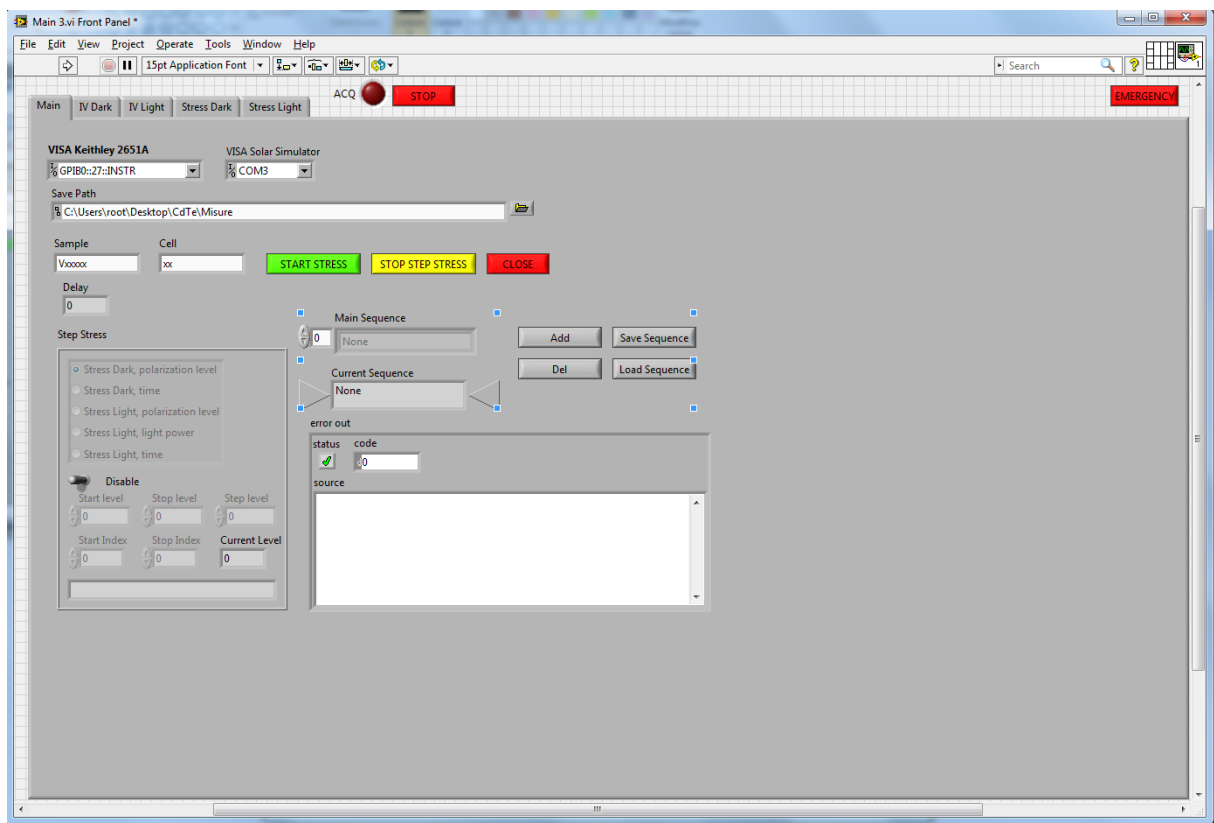 Main 3.vi Front Panel *
File Edit View Project Operate Tools Window Help
15pt Application Font
Search
1
Main IV Dark IV Light Stress Dark Stress Light
ACQ STOP EMERGENCY
VISA Keithley 2651A VISA Solar Simulator
GPIB0::27::INSTR COM3
Save Path
C:\Users\root\Desktop\CdTe\Misure
Sample Cell
Vxxxxx xx START STRESS STOP STEP STRESS CLOSE
Delay
0
Step Stress
Stress Dark, polarization level
Stress Dark, time
Stress Light, polarization level
Stress Light, light power
Stress Light, time
Disable
Start level Stop level Step level
0 0 0
Start Index Stop Index Current Level
0 0 0
Main Sequence
0 None
Add Save Sequence
Current Sequence
Del Load Sequence
None
error out
status code
0
source